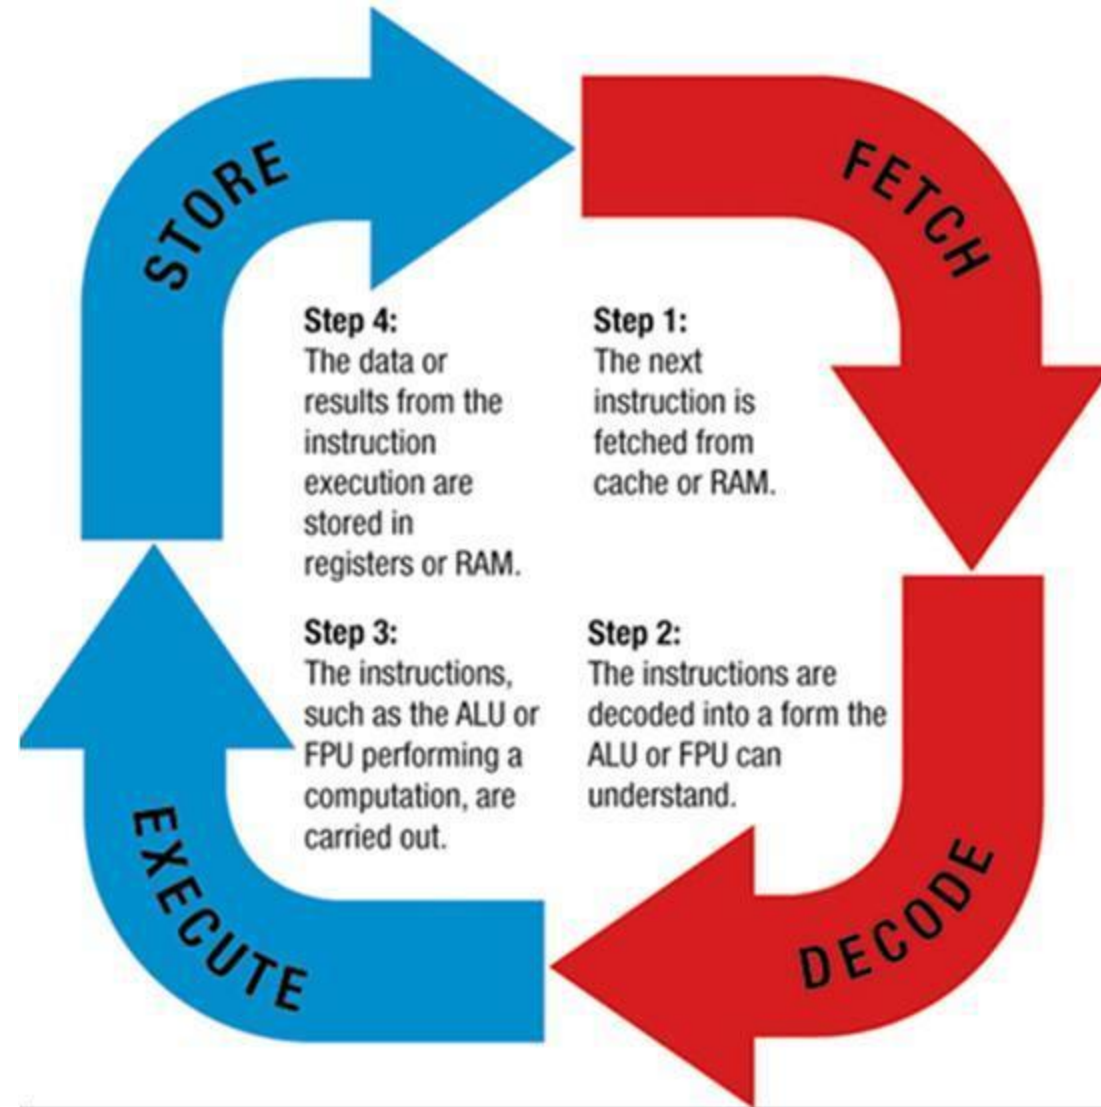 STORE
FETCH
Step 4:
The data or
results from the
instruction
execution are
stored in
registers or RAM.
Step 1:
The next
instruction is
fetched from
cache or RAM.
Step 3:
The instructions,
such as the ALU or
FPU performing a
computation, are
carried out.
Step 2:
The instructions are
decoded into a form the
ALU or FPU can
understand.
EXECUTE
DECODE